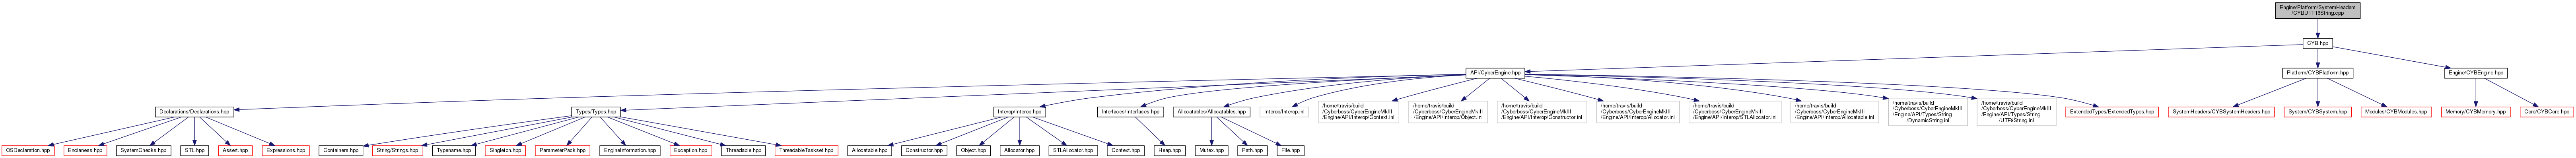 Engine/Platform/SystemHeaders
/CYBUTF16String.cpp
CYB.hpp
API/CyberEngine.hpp
Platform/CYBPlatform.hpp
Engine/CYBEngine.hpp
Declarations/Declarations.hpp
Types/Types.hpp
Interop/Interop.hpp
Interfaces/Interfaces.hpp
Allocatables/Allocatables.hpp
Interop/Interop.inl
/home/travis/build
/Cyberboss/CyberEngineMkIII
/Engine/API/Interop/Context.inl
/home/travis/build
/Cyberboss/CyberEngineMkIII
/Engine/API/Interop/Object.inl
/home/travis/build
/Cyberboss/CyberEngineMkIII
/Engine/API/Interop/Constructor.inl
/home/travis/build
/Cyberboss/CyberEngineMkIII
/Engine/API/Interop/Allocator.inl
/home/travis/build
/Cyberboss/CyberEngineMkIII
/Engine/API/Interop/STLAllocator.inl
/home/travis/build
/Cyberboss/CyberEngineMkIII
/Engine/API/Interop/Allocatable.inl
/home/travis/build
/Cyberboss/CyberEngineMkIII
/Engine/API/Types/String
/DynamicString.inl
/home/travis/build
/Cyberboss/CyberEngineMkIII
/Engine/API/Types/String
/UTF8String.inl
ExtendedTypes/ExtendedTypes.hpp
SystemHeaders/CYBSystemHeaders.hpp
System/CYBSystem.hpp
Modules/CYBModules.hpp
Memory/CYBMemory.hpp
Core/CYBCore.hpp
OSDeclaration.hpp
Endianess.hpp
SystemChecks.hpp
STL.hpp
Assert.hpp
Expressions.hpp
Containers.hpp
String/Strings.hpp
Typename.hpp
Singleton.hpp
ParameterPack.hpp
EngineInformation.hpp
Exception.hpp
Threadable.hpp
ThreadableTaskset.hpp
Allocatable.hpp
Constructor.hpp
Object.hpp
Allocator.hpp
STLAllocator.hpp
Context.hpp
Heap.hpp
Mutex.hpp
Path.hpp
File.hpp